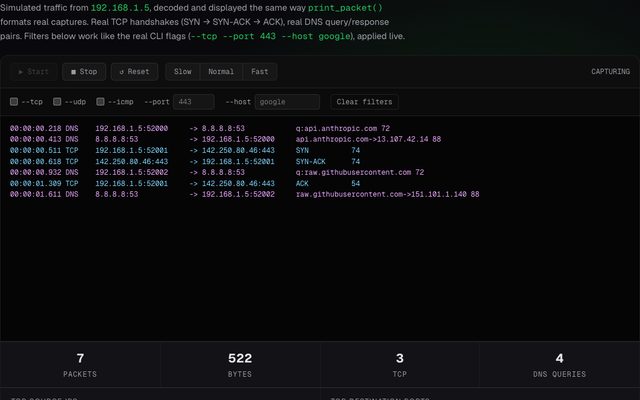 Simulated traffic from 192.168.1.5, decoded and displayed the same way print_packet()
formats real captures. Real TCP handshakes (SYN → SYN-ACK → ACK), real DNS query/response
pairs. Filters below work like the real CLI flags (--tcp --port 443 --host google), applied live.
▶ Start ■ Stop ↺ Reset Slow Normal Fast CAPTURING
--tcp --udp --icmp --port 443 --host google Clear filters
00:00:00.218 DNS 192.168.1.5:52000 -> 8.8.8.8:53 q:api.anthropic.com 72
00:00:00.413 DNS 8.8.8.8:53 -> 192.168.1.5:52000 api.anthropic.com->13.107.42.14 88
00:00:00.511 TCP 192.168.1.5:52001 -> 142.250.80.46:443 SYN 74
00:00:00.618 TCP 142.250.80.46:443 -> 192.168.1.5:52001 SYN-ACK 74
00:00:00.932 DNS 192.168.1.5:52002 -> 8.8.8.8:53 q:raw.githubusercontent.com 72
00:00:01.309 TCP 192.168.1.5:52001 -> 142.250.80.46:443 ACK 54
00:00:01.611 DNS 8.8.8.8:53 -> 192.168.1.5:52002 raw.githubusercontent.com->151.101.1.140 88
7 522 3 4
PACKETS BYTES TCP DNS QUERIES